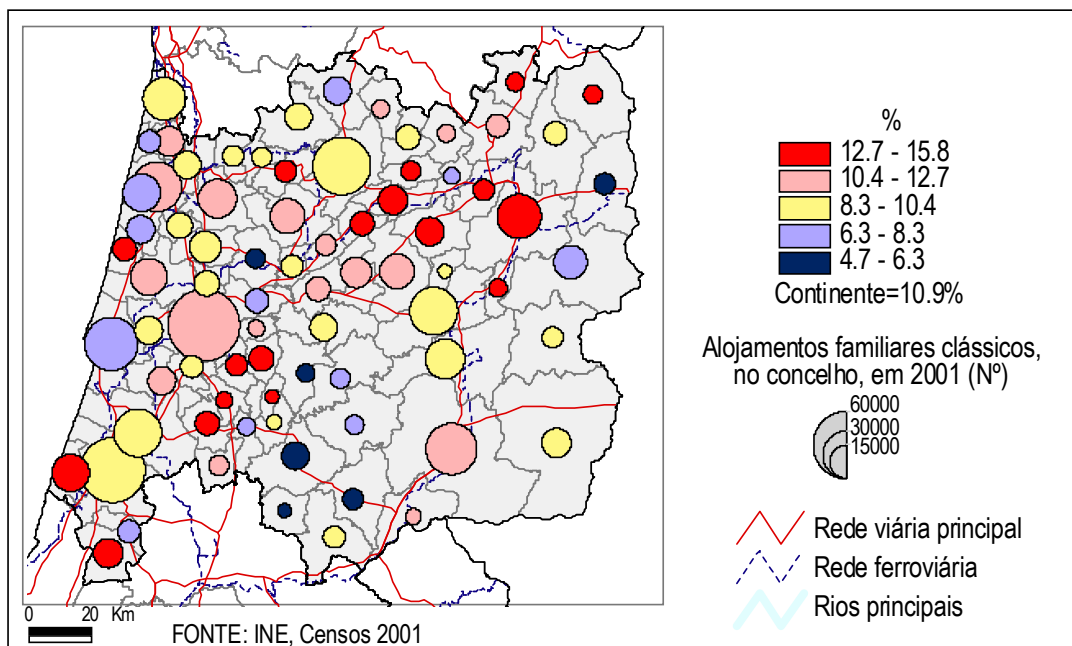 %
12.7 - 15.8
10.4 - 12.7
8.3 - 10.4
6.3 - 8.3
4.7 - 6.3
Continente=10.9%
Alojamentos familiares clássicos,
no concelho, em 2001 (Nº)
60000
30000
15000
Rede viária principal
Rede ferroviária
Rios principais
0 20 Km
FONTE: INE, Censos 2001